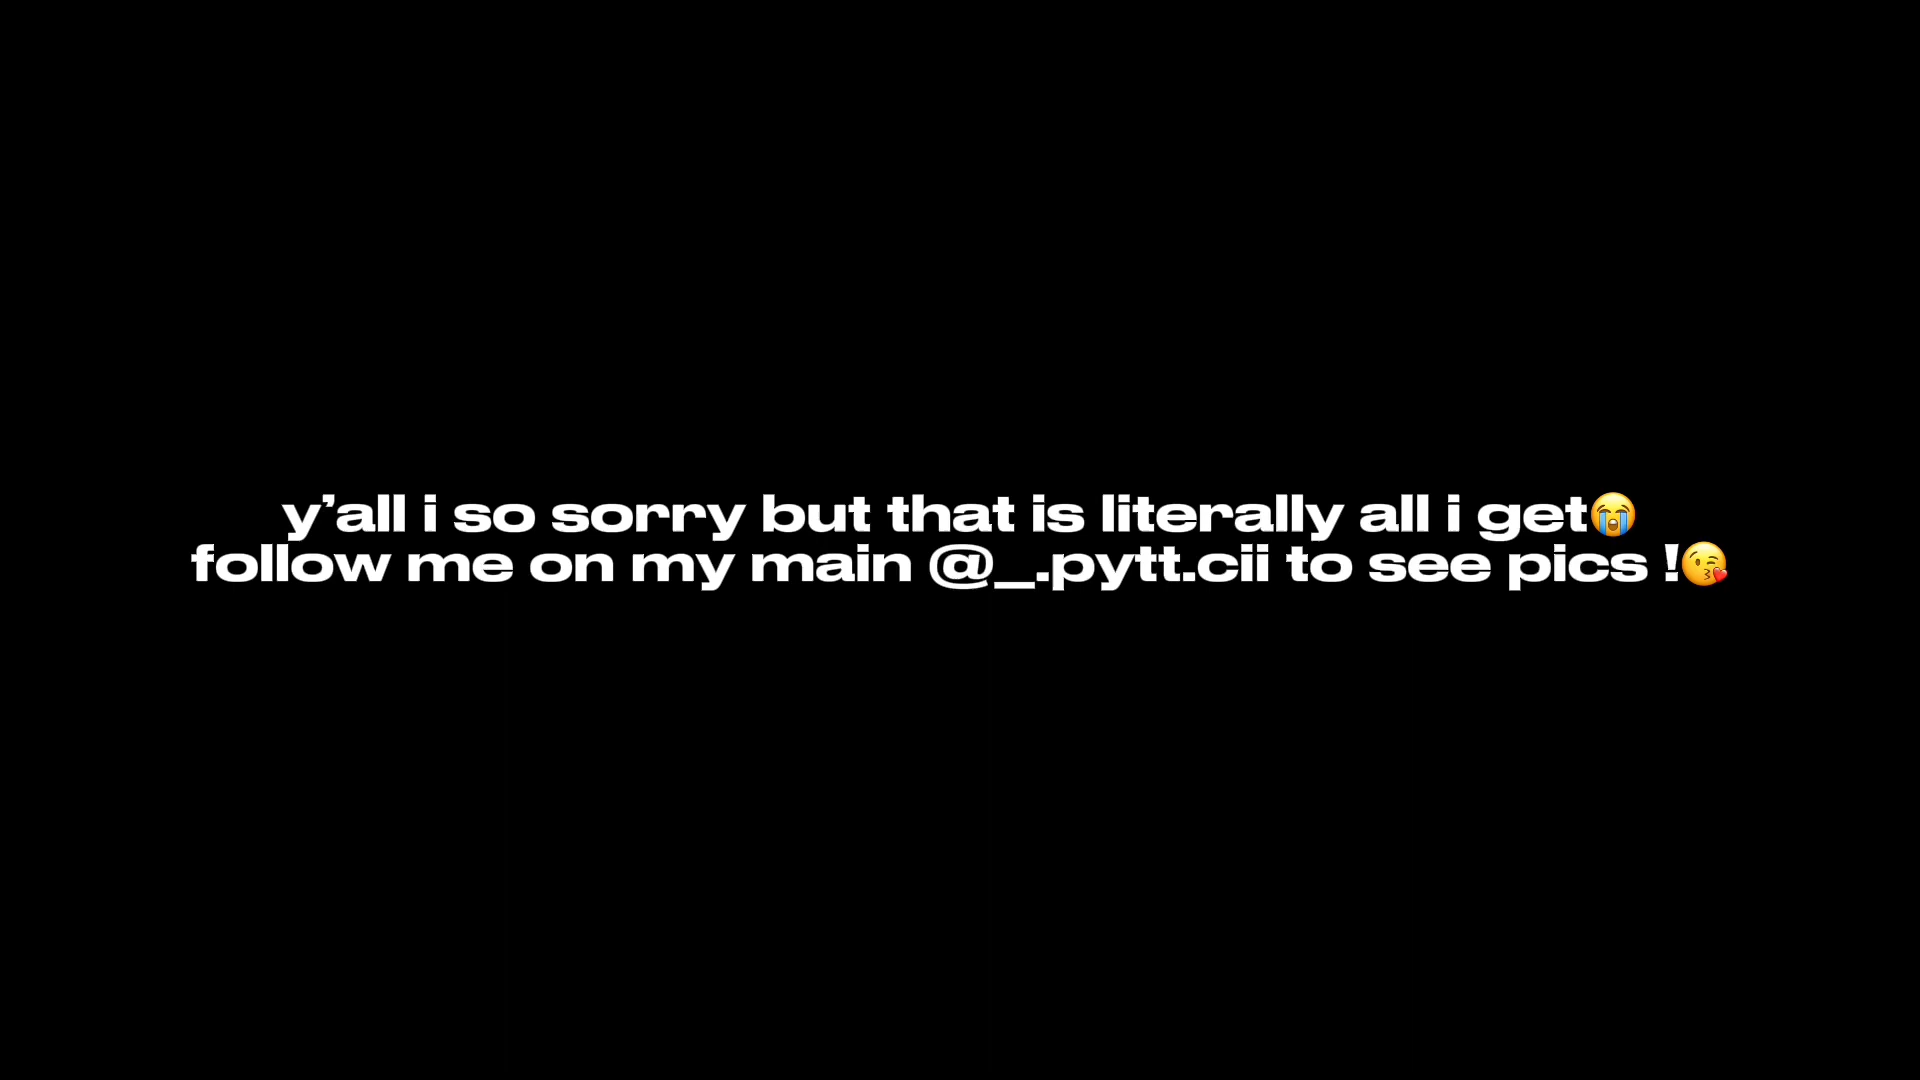 y’all i so sorry but that is literally all i get😭
follow me on my main @_.pytt.cii to see pics !😘